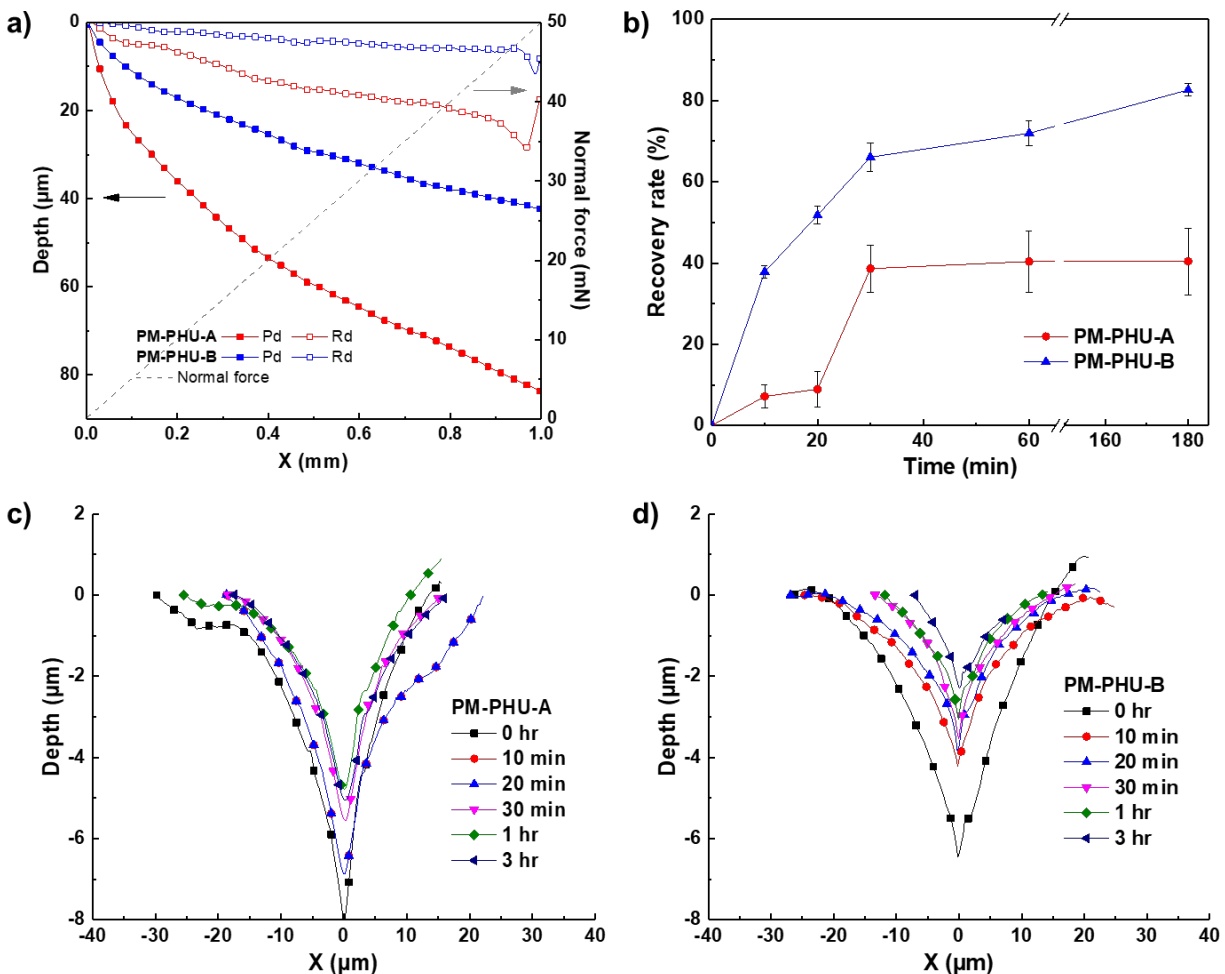 a)
0
20
40
60
80
Depth (µm)
50
40
30
20
10
0
Normal force (mN)
PM-PHU-A Pd Rd
PM-PHU-B Pd Rd
Normal force
0.0 0.2 0.4 0.6 0.8 1.0
X (mm)
b)
100
80
60
40
20
0
Recovery rate (%)
PM-PHU-A
PM-PHU-B
0 20 40 60 160 180
Time (min)
c)
2
0
-2
-4
-6
-8
Depth (µm)
PM-PHU-A
0 hr
10 min
20 min
30 min
1 hr
3 hr
-40 -30 -20 -10 0 10 20 30 40
X (µm)
d)
2
0
-2
-4
-6
-8
Depth (µm)
PM-PHU-B
0 hr
10 min
20 min
30 min
1 hr
3 hr
-40 -30 -20 -10 0 10 20 30 40
X (µm)